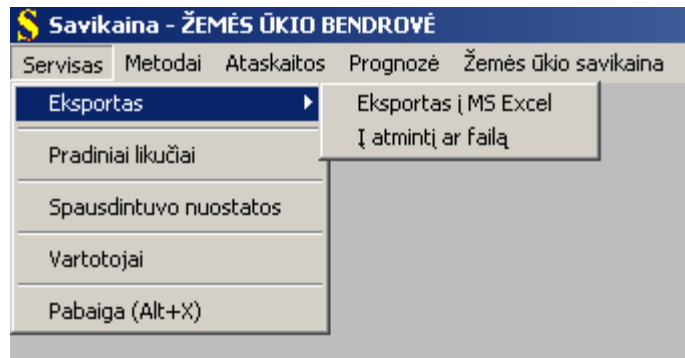 Savikaina - ŽEMĖS ŪKIO BENDROVĖ
Servisas Metodai Ataskaitos Prognozė Žemės ūkio savikaina
Eksportas
Eksportas į MS Excel
Į atmintį ar failą
Pradiniai likučiai
Spausdintuvo nuostatos
Vartotojai
Pabaiga (Alt+X)